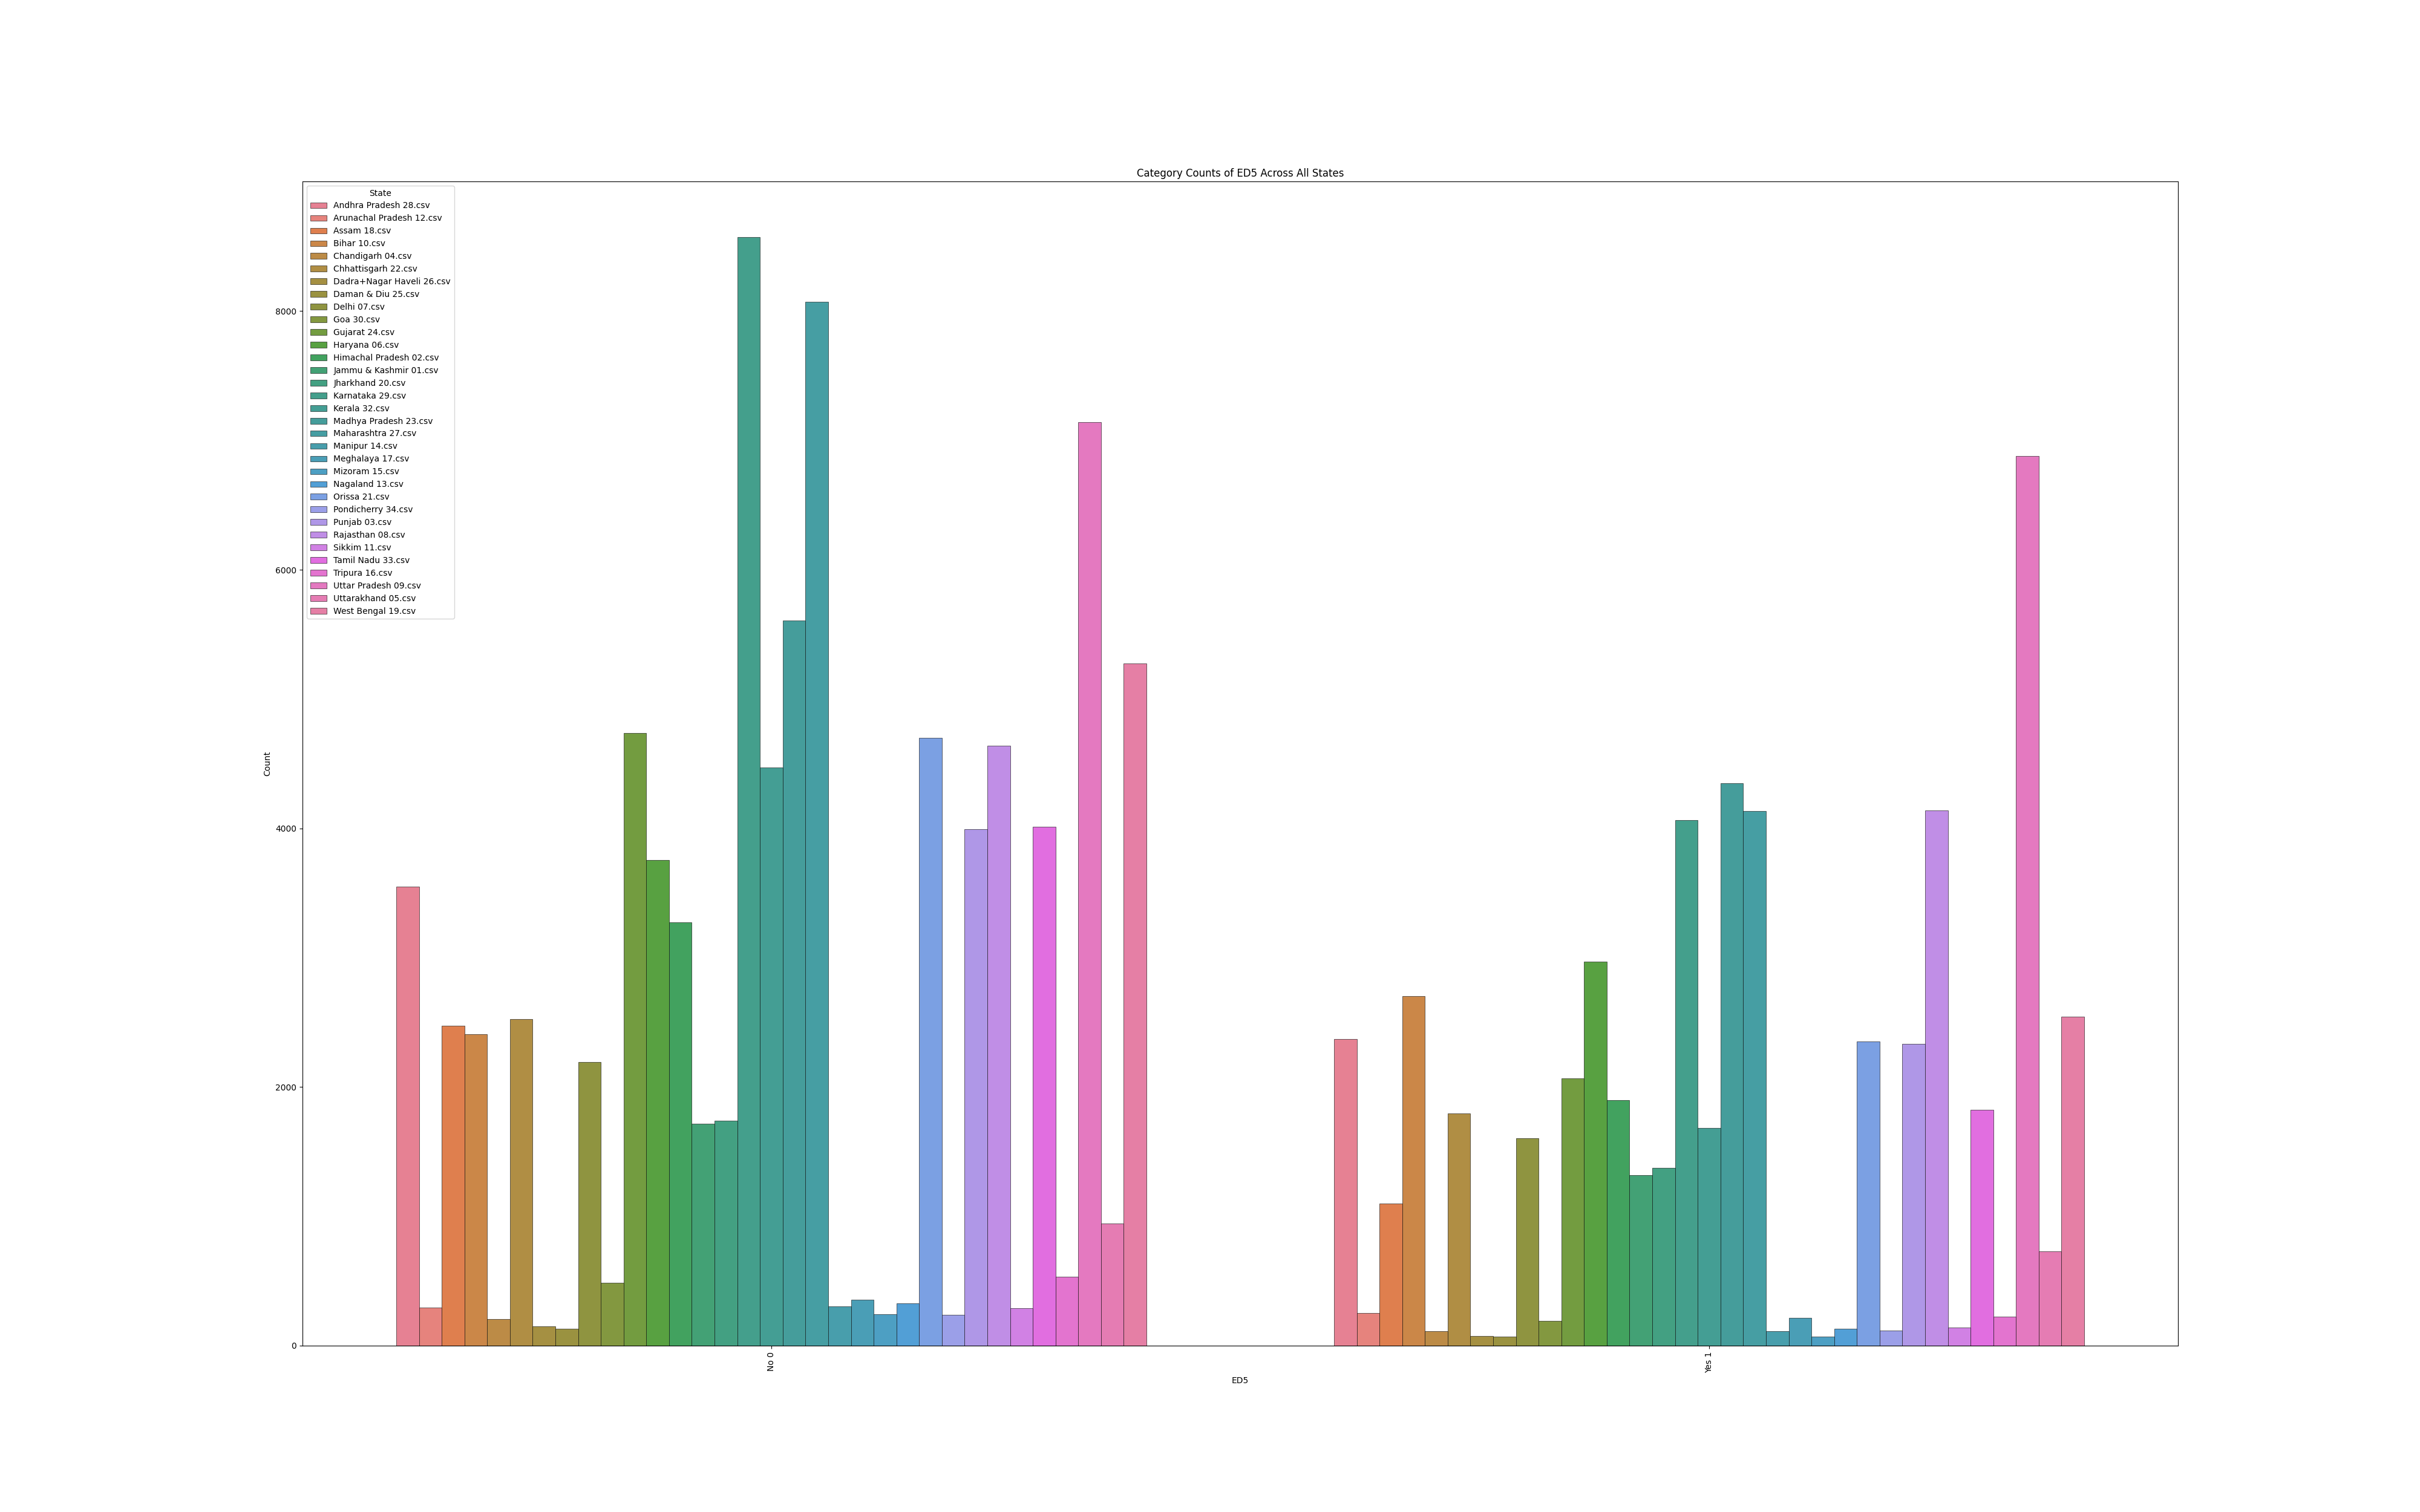 Category Counts of ED5 Across All States
State
Andhra Pradesh 28.csv
Arunachal Pradesh 12.csv
Assam 18.csv
Bihar 10.csv
Chandigarh 04.csv
Chhattisgarh 22.csv
Dadra+Nagar Haveli 26.csv
Daman & Diu 25.csv
Delhi 07.csv
Goa 30.csv
Gujarat 24.csv
Haryana 06.csv
Himachal Pradesh 02.csv
Jammu & Kashmir 01.csv
Jharkhand 20.csv
Karnataka 29.csv
Kerala 32.csv
Madhya Pradesh 23.csv
Maharashtra 27.csv
Manipur 14.csv
Meghalaya 17.csv
Mizoram 15.csv
Nagaland 13.csv
Orissa 21.csv
Pondicherry 34.csv
Punjab 03.csv
Rajasthan 08.csv
Sikkim 11.csv
Tamil Nadu 33.csv
Tripura 16.csv
Uttar Pradesh 09.csv
Uttarakhand 05.csv
West Bengal 19.csv
8000
6000
4000
2000
0
Count
No 0
Yes 1
ED5